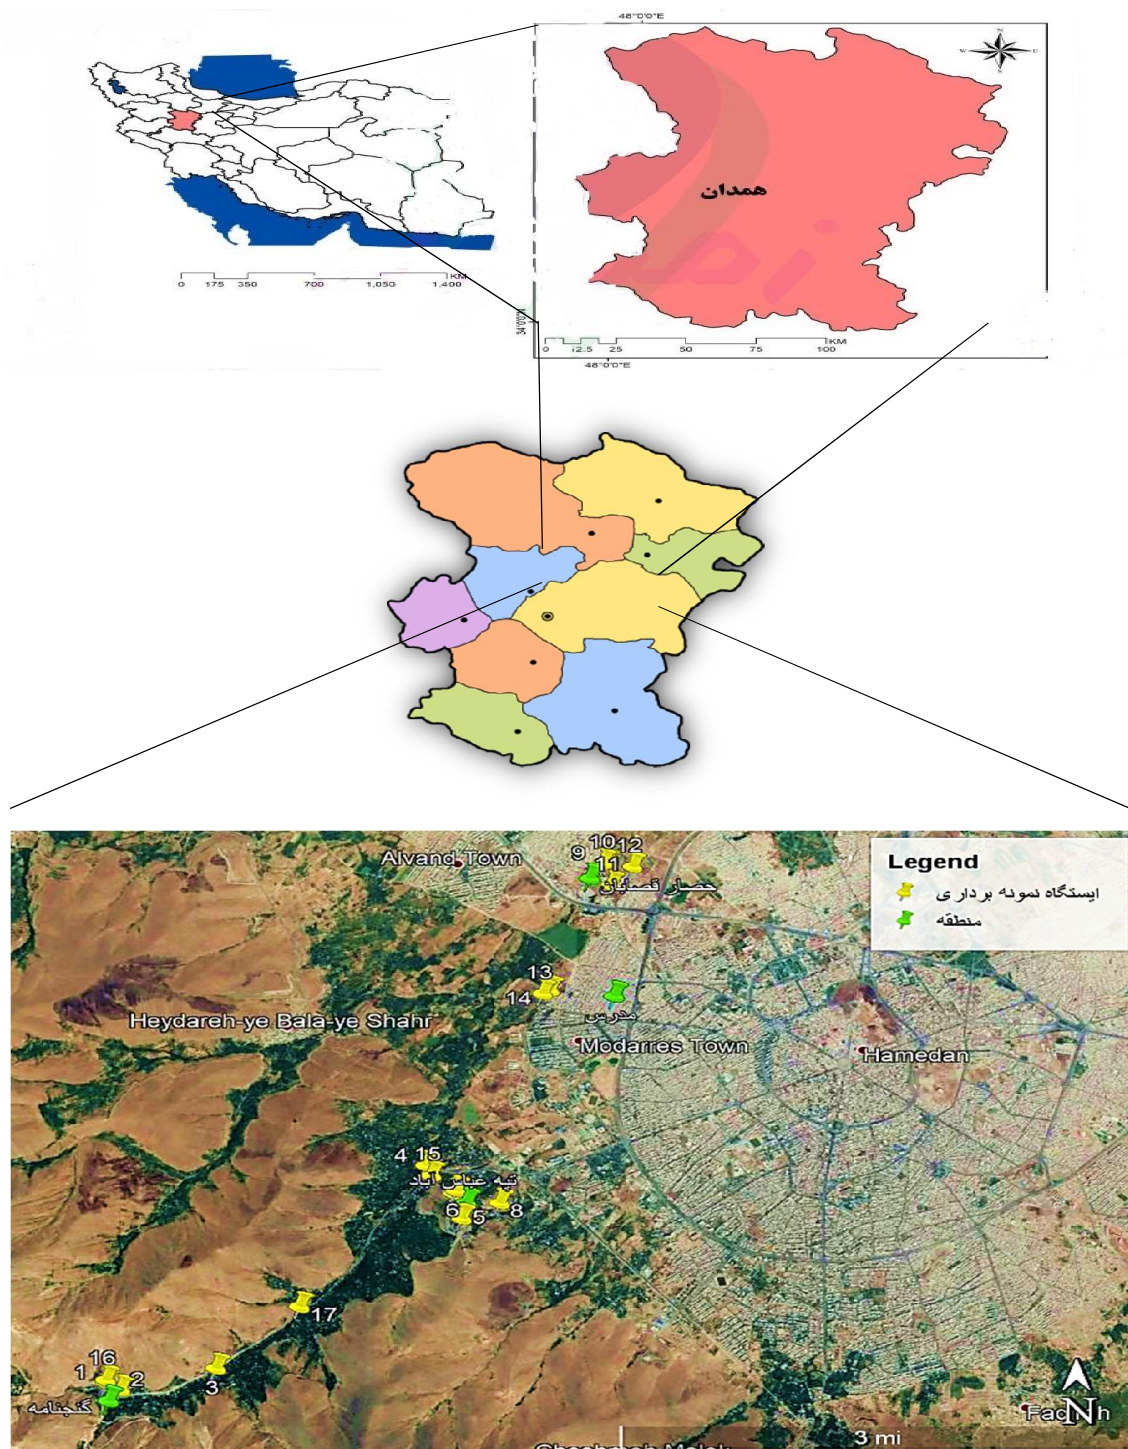 48°0'0"E
N
W
E
S
همدان
KM
0 175 350 700 1,050 1,400
34°0'0"N
KM
0 12.5 25 50 75 100
48°0'0"E
10 12
9
11
Alvand Town
حصار قصابان
Legend
ایستگاه نمونه برداری
منطقه
13
14
مدرس
Heydareh-ye Bala-ye Shahr
Modarres Town
Hamedan
4 15
تپه عباس آباد
6 5 8
17
16
1 2 3
گنجنامه
N
3 mi